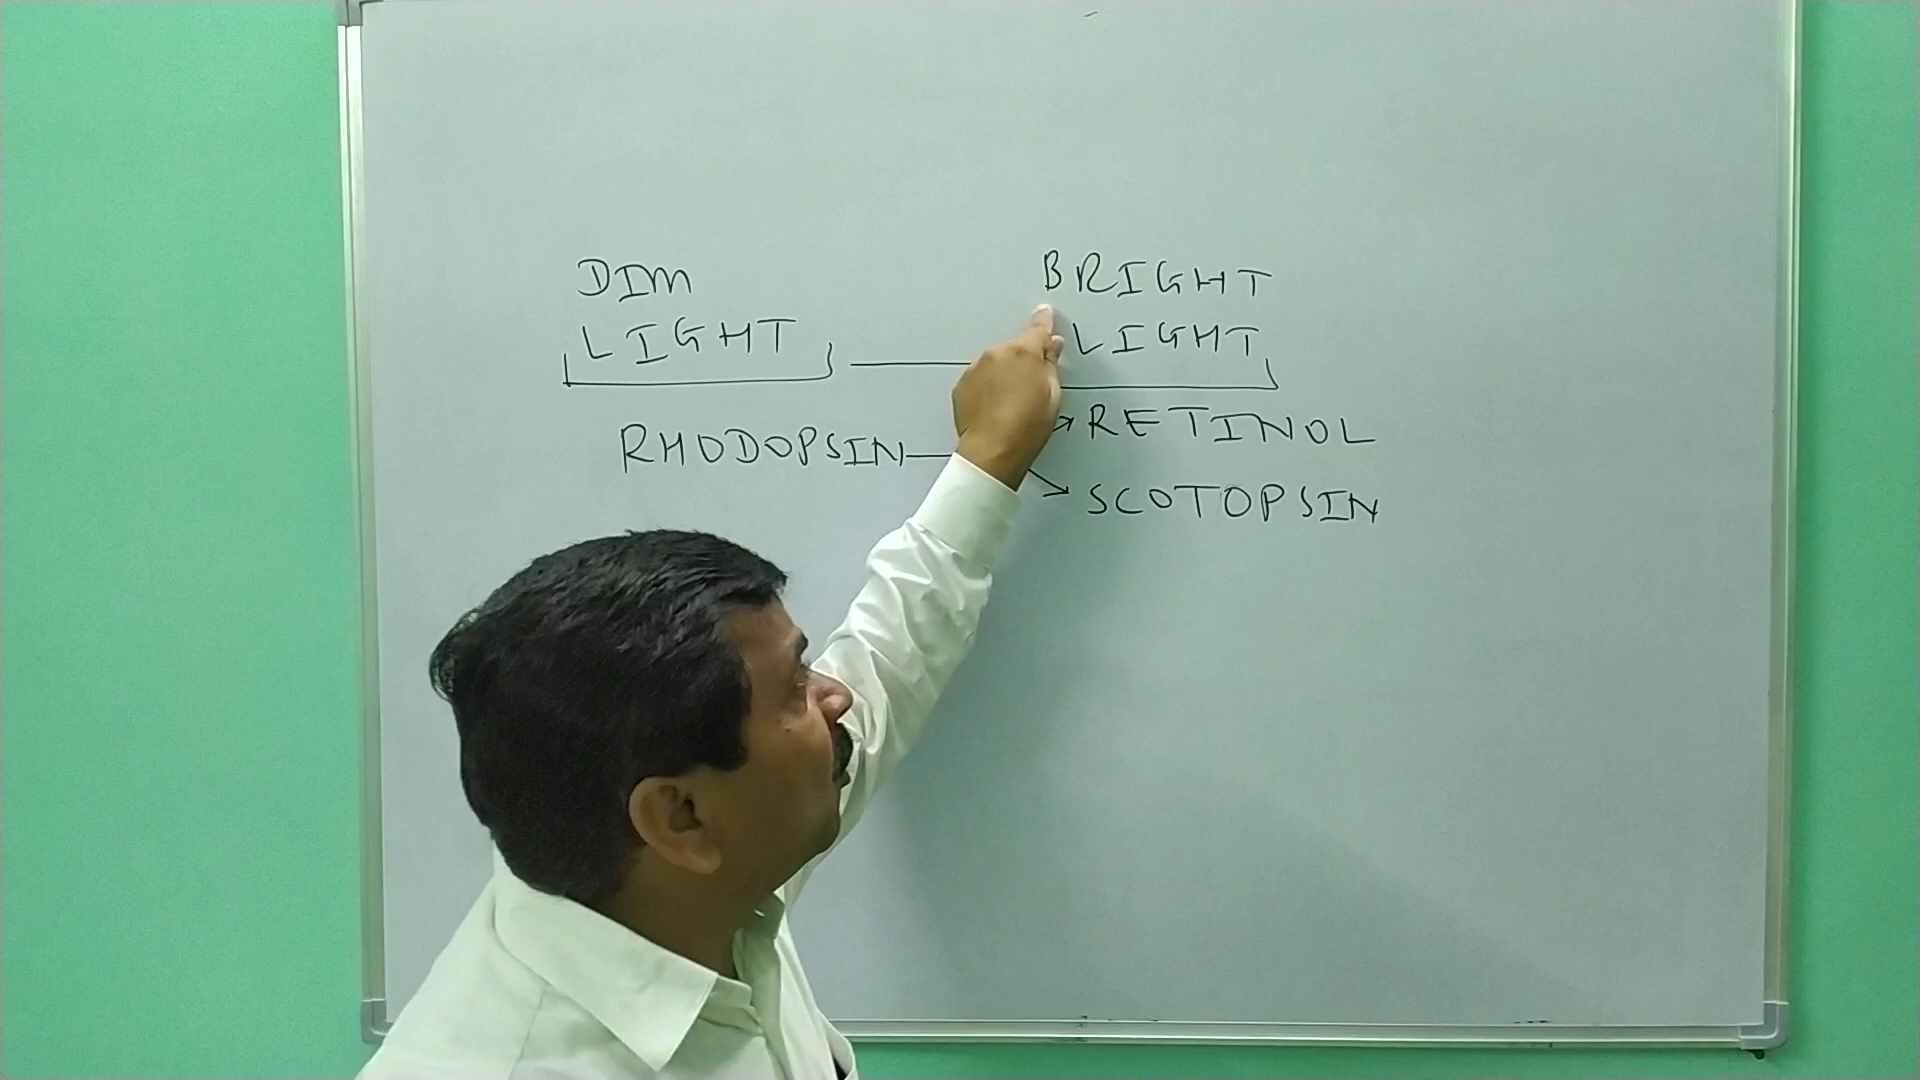 DIM
LIGHT
BRIGHT
LIGHT
RHODOPSIN
RETINOL
SCOTOPSIN